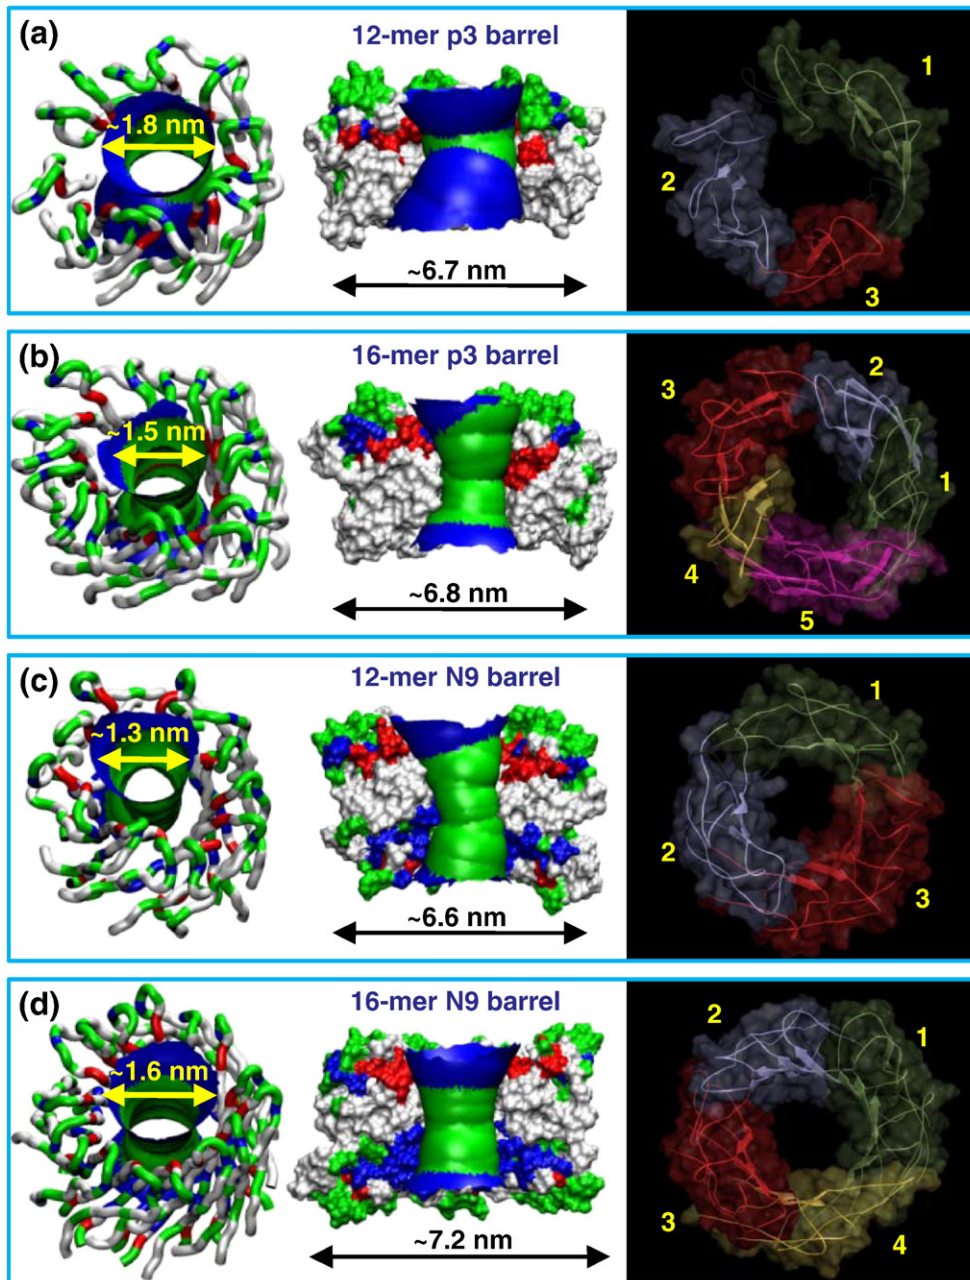 (a)
12-mer p3 barrel
~1.8 nm
~6.7 nm
1
2
3
(b)
16-mer p3 barrel
~1.5 nm
~6.8 nm
3
2
1
4
5
(c)
12-mer N9 barrel
~1.3 nm
~6.6 nm
1
2
3
(d)
16-mer N9 barrel
~1.6 nm
~7.2 nm
2
1
3
4